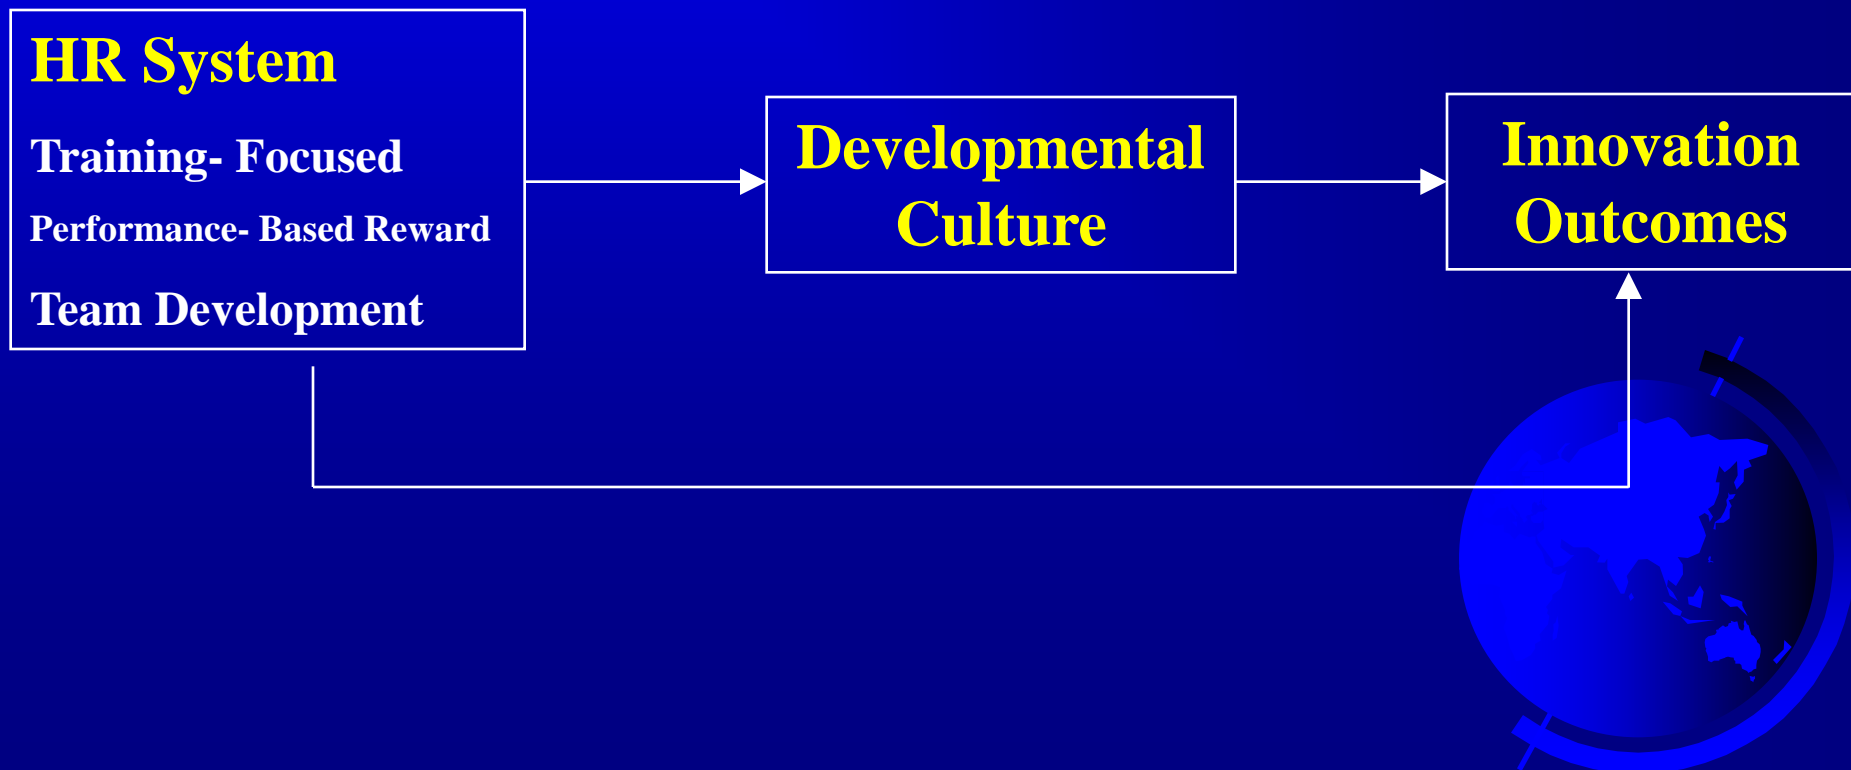 HR System
Training- Focused
Performance- Based Reward
Team Development
Developmental
Culture
Innovation
Outcomes